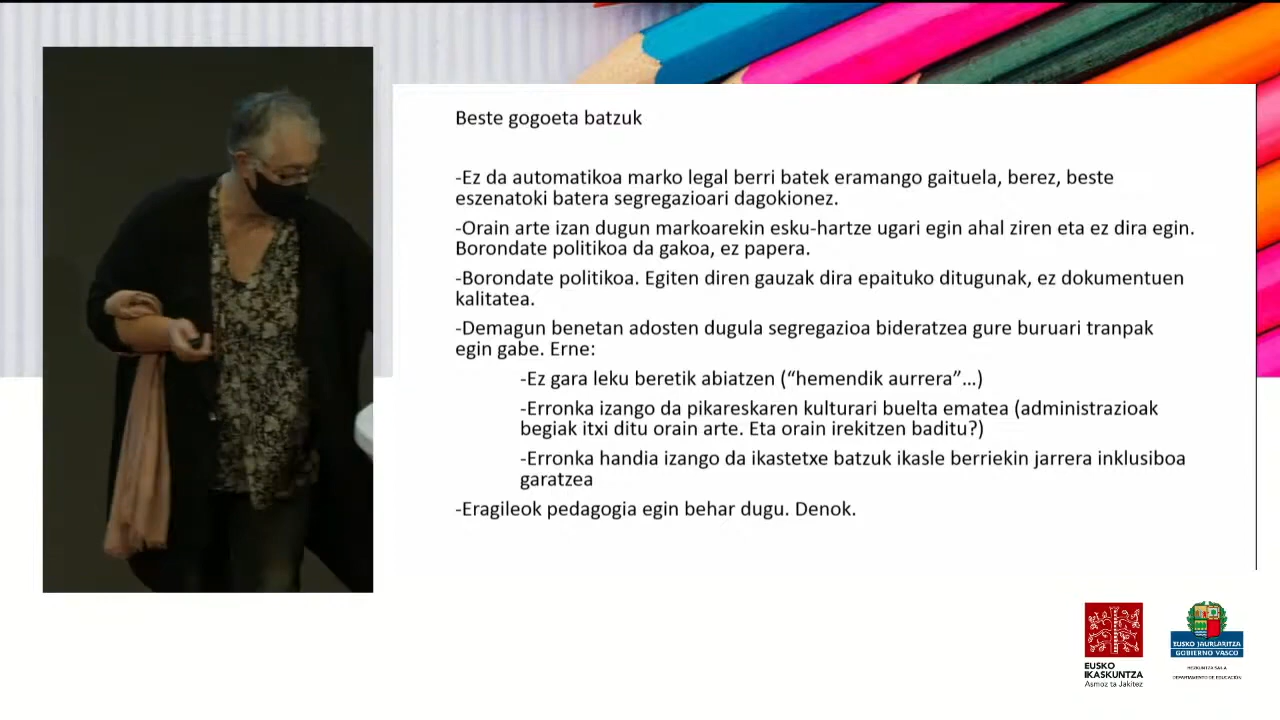 Beste gogoeta batzuk
-Ez da automatikoa marko legal berri batek eramango gaituela, berez, beste
eszenatoki batera segregazioari dagokionez.
-Orain arte izan dugun markoarekin esku-hartze ugari egin ahal ziren eta ez dira egin.
Borondate politikoa da gakoa, ez papera.
-Borondate politikoa. Egiten diren gauzak dira epaituko ditugunak, ez dokumentuen
kalitatea.
-Demagun benetan adosten dugula segregazioa bideratzea gure buruari tranpak
egin gabe. Erne:
-Ez gara leku beretik abiatzen (“hemendik aurrera”…)
-Erronka izango da pikareskaren kulturari buelta ematea (administrazioak
begiak itxi ditu orain arte. Eta orain irekitzen baditu?)
-Erronka handia izango da ikastetxe batzuk ikasle berriekin jarrera inklusiboa
garatzea
-Eragileok pedagogia egin behar dugu. Denok.
EUSKO
IKASKUNTZA
Asmoz ta Jakitez
EUSKO JAURLARITZA
GOBIERNO VASCO
HEZKUNTZA SAILA
DEPARTAMENTO DE EDUCACIÓN